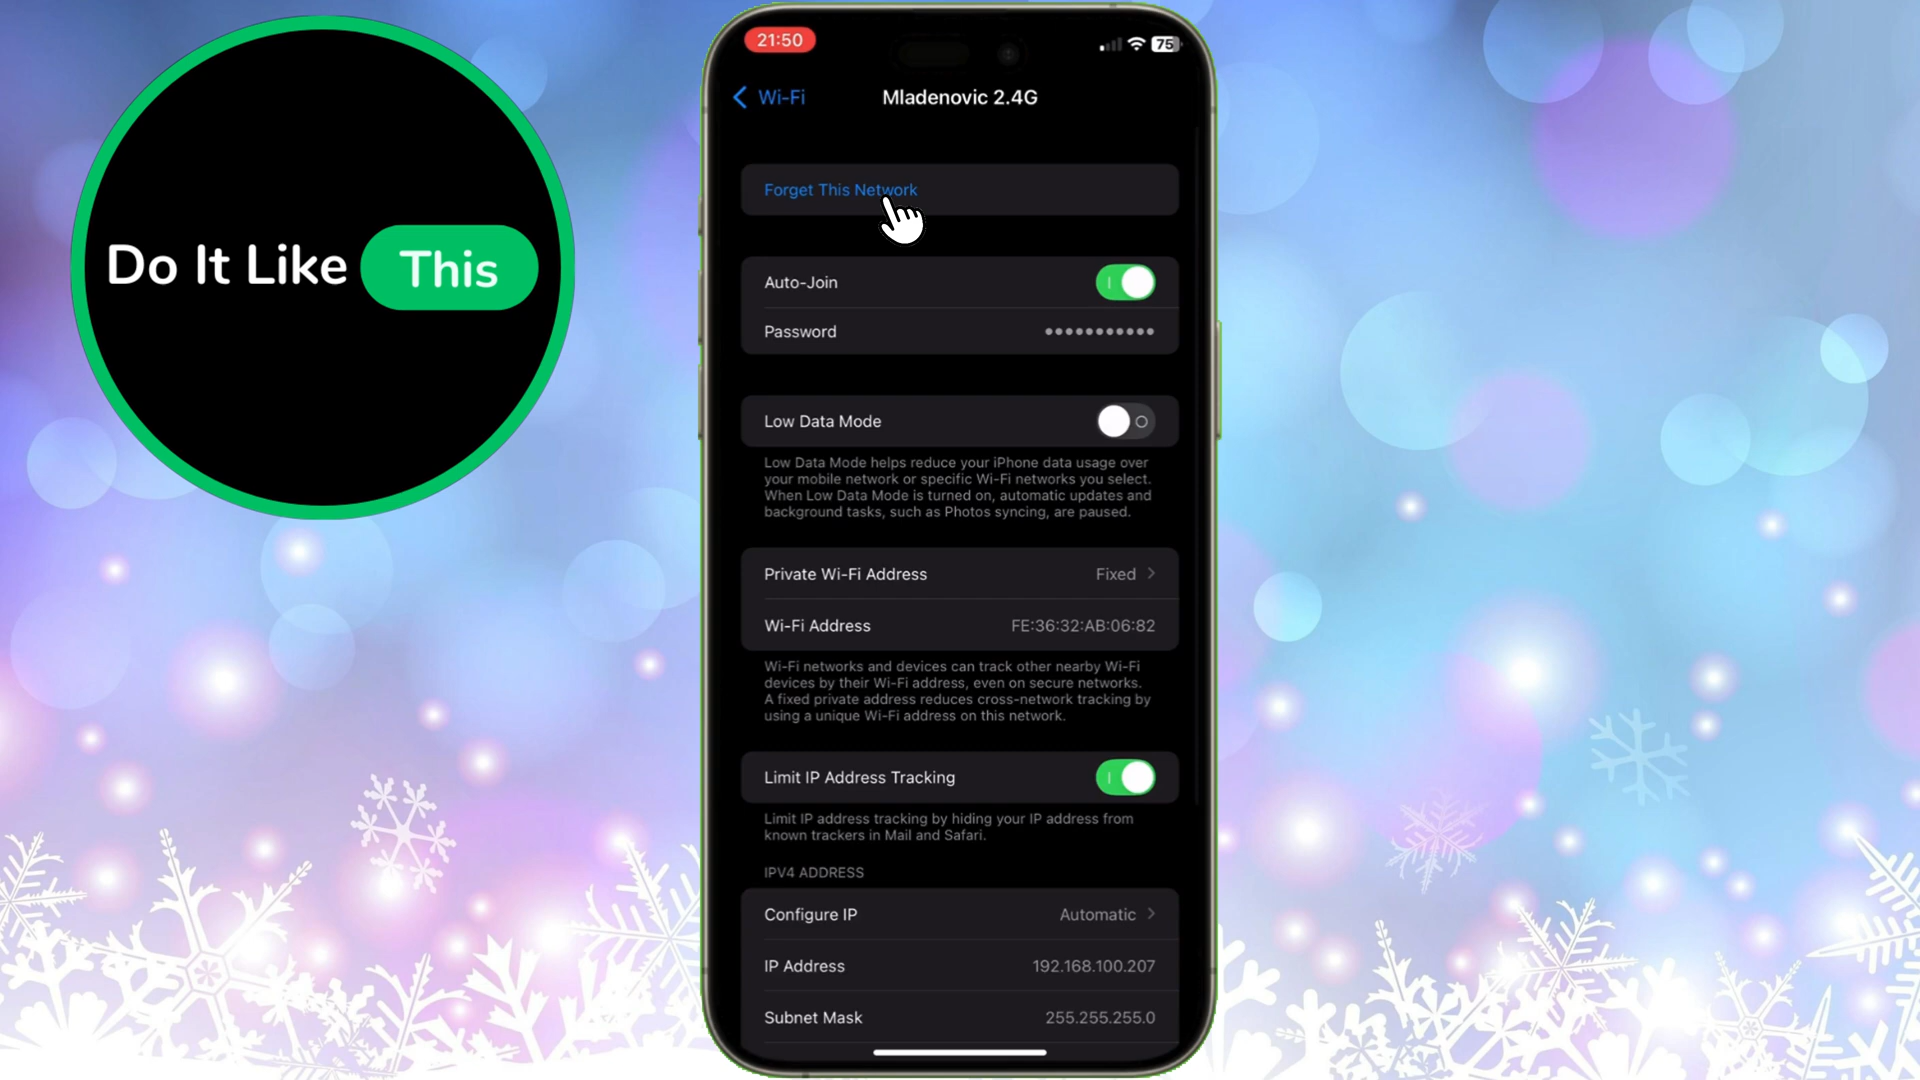 Do It Like This
21:50
75
Wi-Fi
Mladenovic 2.4G
Forget This Network
Auto-Join
Password
Low Data Mode
Low Data Mode helps reduce your iPhone data usage over
your mobile network or specific Wi-Fi networks you select.
When Low Data Mode is turned on, automatic updates and
background tasks, such as Photos syncing, are paused.
Private Wi-Fi Address Fixed
Wi-Fi Address FE:36:32:AB:06:82
Wi-Fi networks and devices can track other nearby Wi-Fi
devices by their Wi-Fi address, even on secure networks.
A fixed private address reduces cross-network tracking by
using a unique Wi-Fi address on this network.
Limit IP Address Tracking
Limit IP address tracking by hiding your IP address from
known trackers in Mail and Safari.
IPV4 ADDRESS
Configure IP Automatic
IP Address 192.168.100.207
Subnet Mask 255.255.255.0